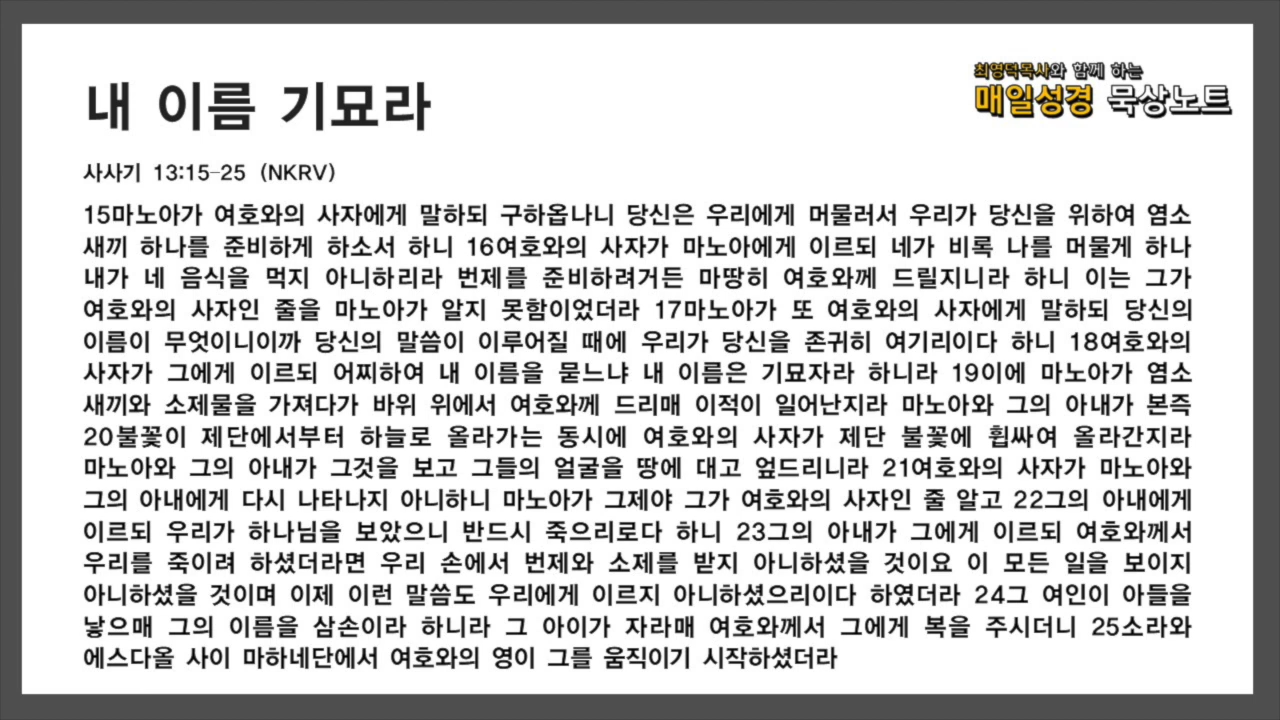 최영덕목사와 함께 하는
매일성경 묵상노트
내 이름 기묘라
사사기 13:15-25 (NKRV)
15마노아가 여호와의 사자에게 말하되 구하옵나니 당신은 우리에게 머물러서 우리가 당신을 위하여 염소
새끼 하나를 준비하게 하소서 하니 16여호와의 사자가 마노아에게 이르되 네가 비록 나를 머물게 하나
내가 네 음식을 먹지 아니하리라 번제를 준비하려거든 마땅히 여호와께 드릴지니라 하니 이는 그가
여호와의 사자인 줄을 마노아가 알지 못함이었더라 17마노아가 또 여호와의 사자에게 말하되 당신의
이름이 무엇이니이까 당신의 말씀이 이루어질 때에 우리가 당신을 존귀히 여기리이다 하니 18여호와의
사자가 그에게 이르되 어찌하여 내 이름을 묻느냐 내 이름은 기묘자라 하니라 19이에 마노아가 염소
새끼와 소제물을 가져다가 바위 위에서 여호와께 드리매 이적이 일어난지라 마노아와 그의 아내가 본즉
20불꽃이 제단에서부터 하늘로 올라가는 동시에 여호와의 사자가 제단 불꽃에 휩싸여 올라간지라
마노아와 그의 아내가 그것을 보고 그들의 얼굴을 땅에 대고 엎드리니라 21여호와의 사자가 마노아와
그의 아내에게 다시 나타나지 아니하니 마노아가 그제야 그가 여호와의 사자인 줄 알고 22그의 아내에게
이르되 우리가 하나님을 보았으니 반드시 죽으리로다 하니 23그의 아내가 그에게 이르되 여호와께서
우리를 죽이려 하셨더라면 우리 손에서 번제와 소제를 받지 아니하셨을 것이요 이 모든 일을 보이지
아니하셨을 것이며 이제 이런 말씀도 우리에게 이르지 아니하셨으리이다 하였더라 24그 여인이 아들을
낳으매 그의 이름을 삼손이라 하니라 그 아이가 자라매 여호와께서 그에게 복을 주시더니 25소라와
에스다올 사이 마하네단에서 여호와의 영이 그를 움직이기 시작하셨더라